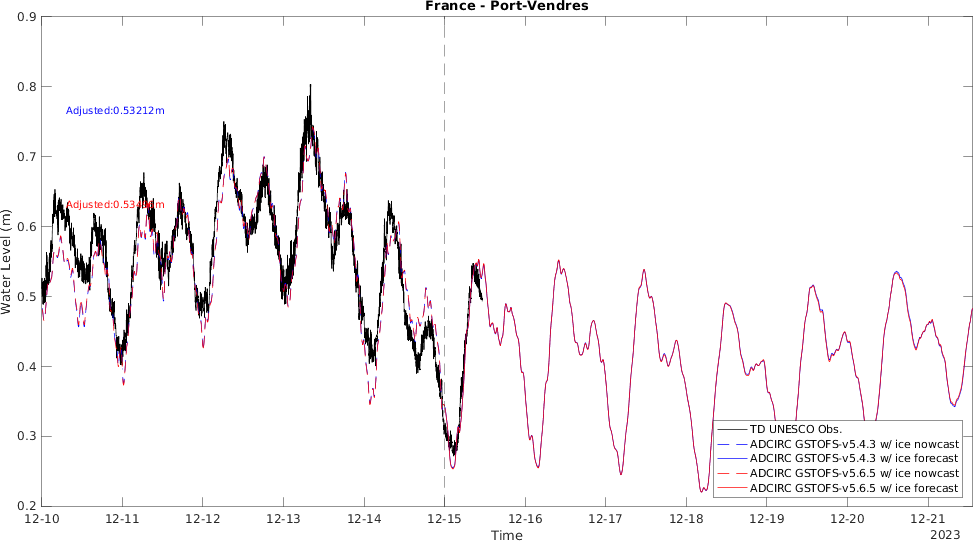 France - Port-Vendres
0.9
0.8
0.7
0.6
0.5
0.4
0.3
0.2
Water Level (m)
Adjusted:0.53212m
TD UNESCO Obs.
ADCIRC GSTOFS-v5.4.3 w/ ice nowcast
ADCIRC GSTOFS-v5.4.3 w/ ice forecast
ADCIRC GSTOFS-v5.6.5 w/ ice nowcast
ADCIRC GSTOFS-v5.6.5 w/ ice forecast
12-10 12-11 12-12 12-13 12-14 12-15 12-16 12-17 12-18 12-19 12-20 12-21
Time
2023